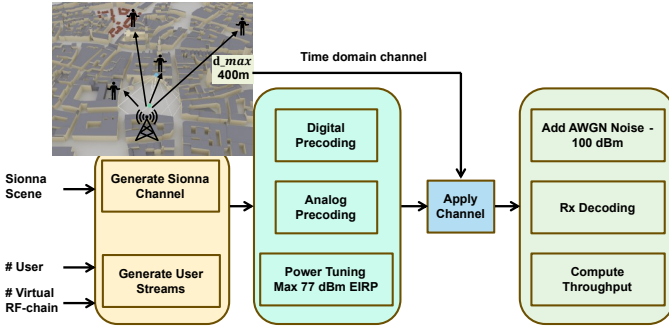 d_max
400m
Time domain channel
Sionna
Scene
# User
# Virtual
RF-chain
Generate Sionna
Channel
Generate User
Streams
Digital
Precoding
Analog
Precoding
Power Tuning
Max 77 dBm EIRP
Apply
Channel
Add AWGN Noise -
100 dBm
Rx Decoding
Compute
Throughput